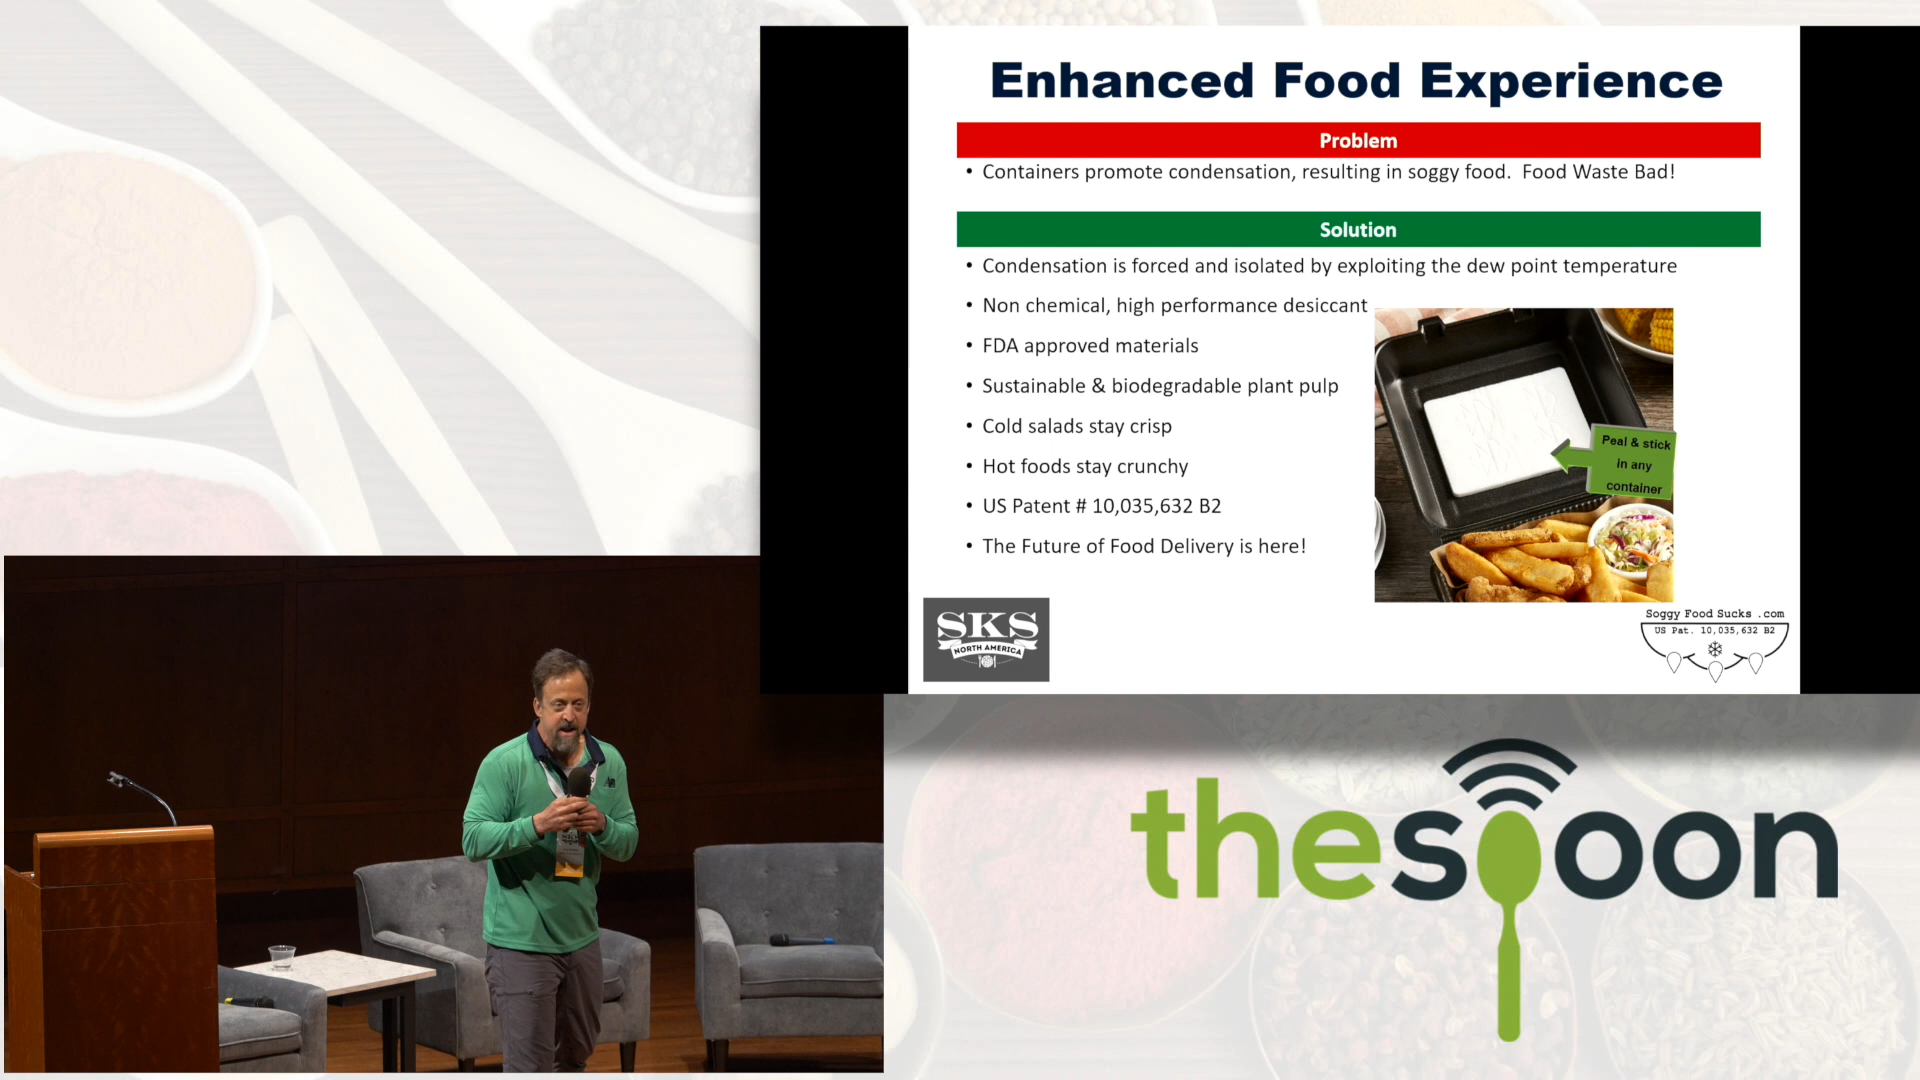 Enhanced Food Experience
Problem
• Containers promote condensation, resulting in soggy food.  Food Waste Bad!
Solution
• Condensation is forced and isolated by exploiting the dew point temperature
• Non chemical, high performance desiccant
• FDA approved materials
• Sustainable & biodegradable plant pulp
• Cold salads stay crisp
• Hot foods stay crunchy
• US Patent # 10,035,632 B2
• The Future of Food Delivery is here!
Peal & stick
in any
container
SKS
NORTH AMERICA
Soggy Food Sucks .com
US Pat. 10,035,632 B2
thespoon